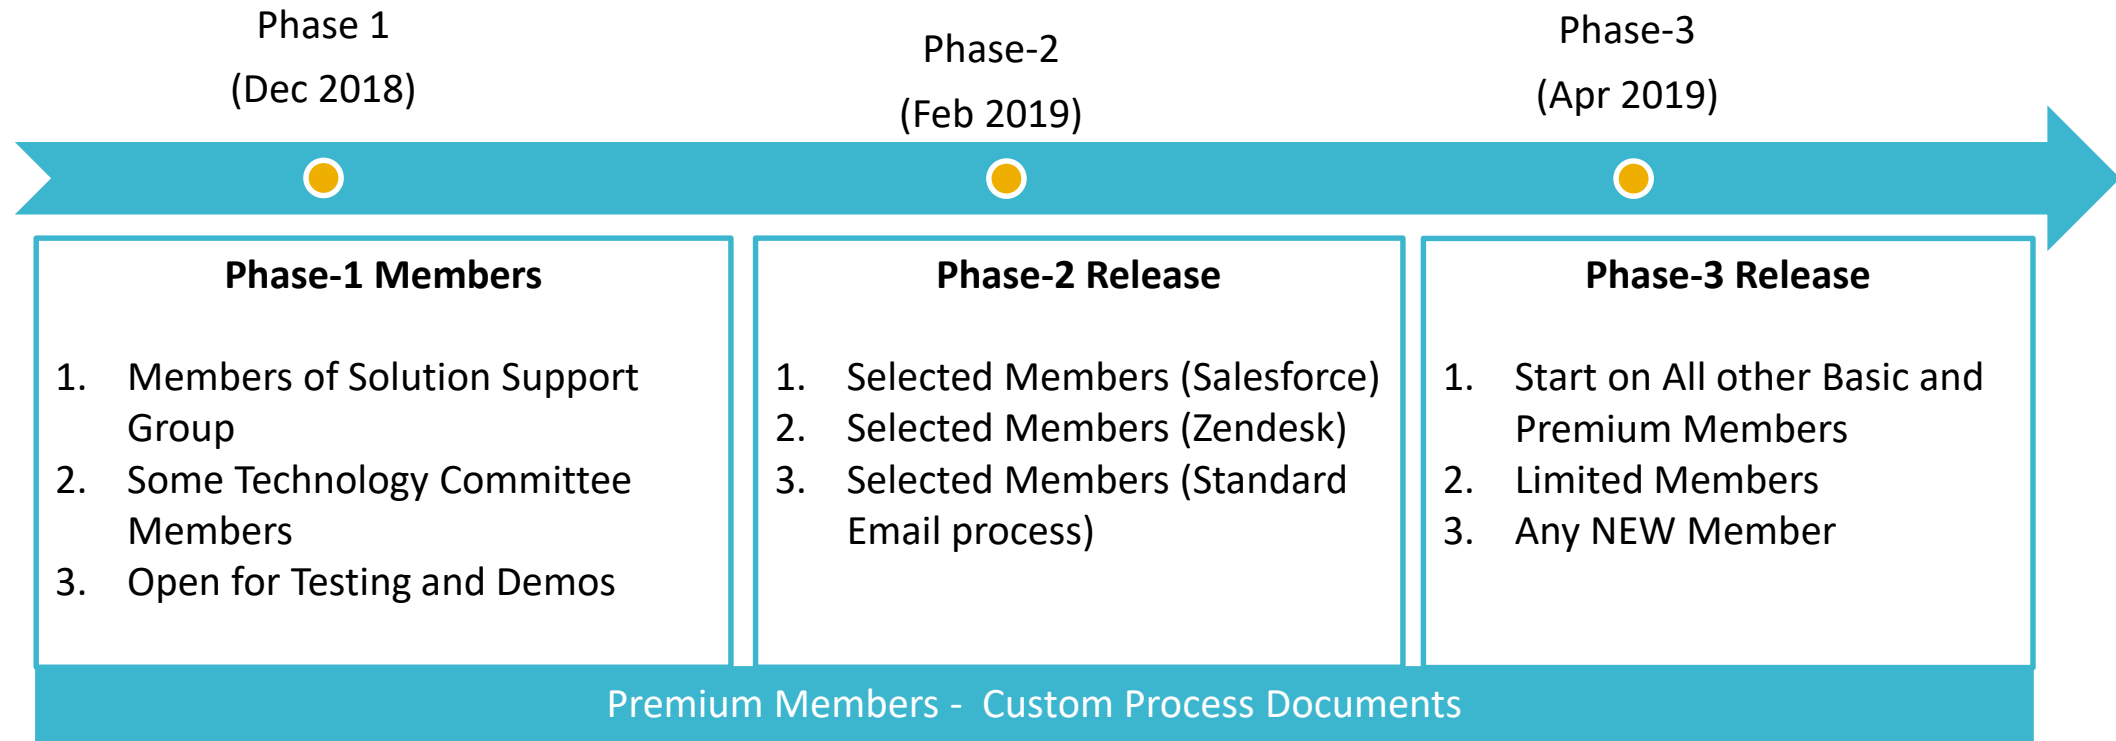 Phase 1
(Dec 2018)
Phase-2
(Feb 2019)
Phase-3
(Apr 2019)
Phase-1 Members
1. Members of Solution Support
Group
2. Some Technology Committee
Members
3. Open for Testing and Demos
Phase-2 Release
1. Selected Members (Salesforce)
2. Selected Members (Zendesk)
3. Selected Members (Standard
Email process)
Phase-3 Release
1. Start on All other Basic and
Premium Members
2. Limited Members
3. Any NEW Member
Premium Members - Custom Process Documents